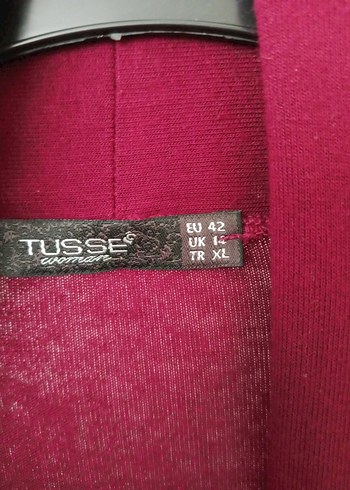 TUSSE
woman
EU 42
UK 14
TR XL